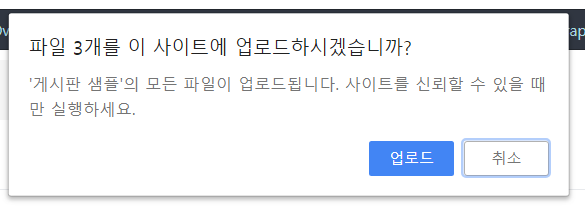 파일 3개를 이 사이트에 업로드하시겠습니까?
'게시판 샘플'의 모든 파일이 업로드됩니다. 사이트를 신뢰할 수 있을 때
만 실행하세요.
업로드 취소